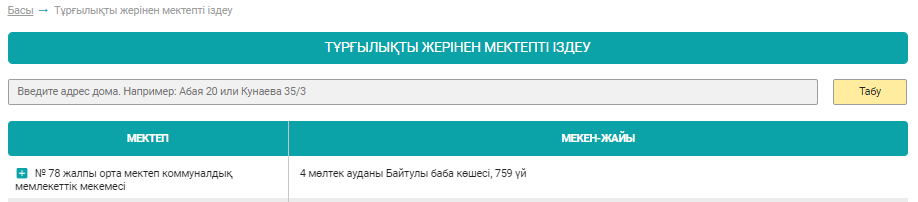 Басы → Тұрғылықты жерінен мектепті іздеу
ТҰРҒЫЛЫҚТЫ ЖЕРІНЕН МЕКТЕПТІ ІЗДЕУ
Введите адрес дома. Например: Абая 20 или Кунаева 35/3
Табу
МЕКТЕП
МЕКЕН-ЖАЙЫ
№ 78 жалпы орта мектеп коммуналдық
мемлекеттік мекемесі
4 мөлтек ауданы Байтулы баба көшесі, 759 үй